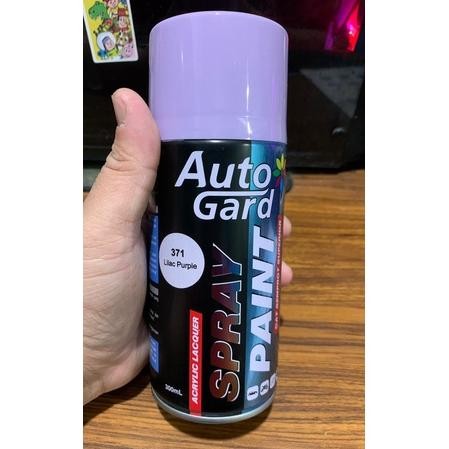 Auto
Gard
371
Lilac Purple
ACRYLIC LACQUER
SPRAY
PAINT
300mL